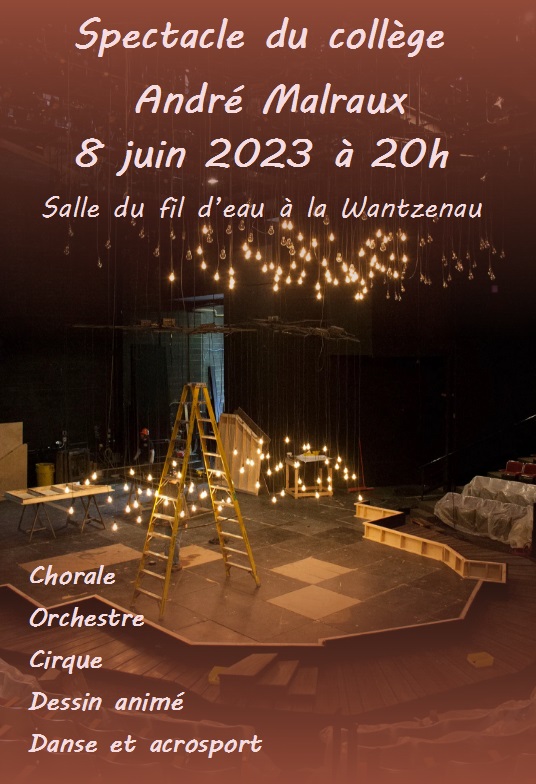 Spectacle du collège
André Malraux
8 juin 2023 à 20h
Salle du fil d'eau à la Wantzenau
Chorale
Orchestre
Cirque
Dessin animé
Danse et acrosport